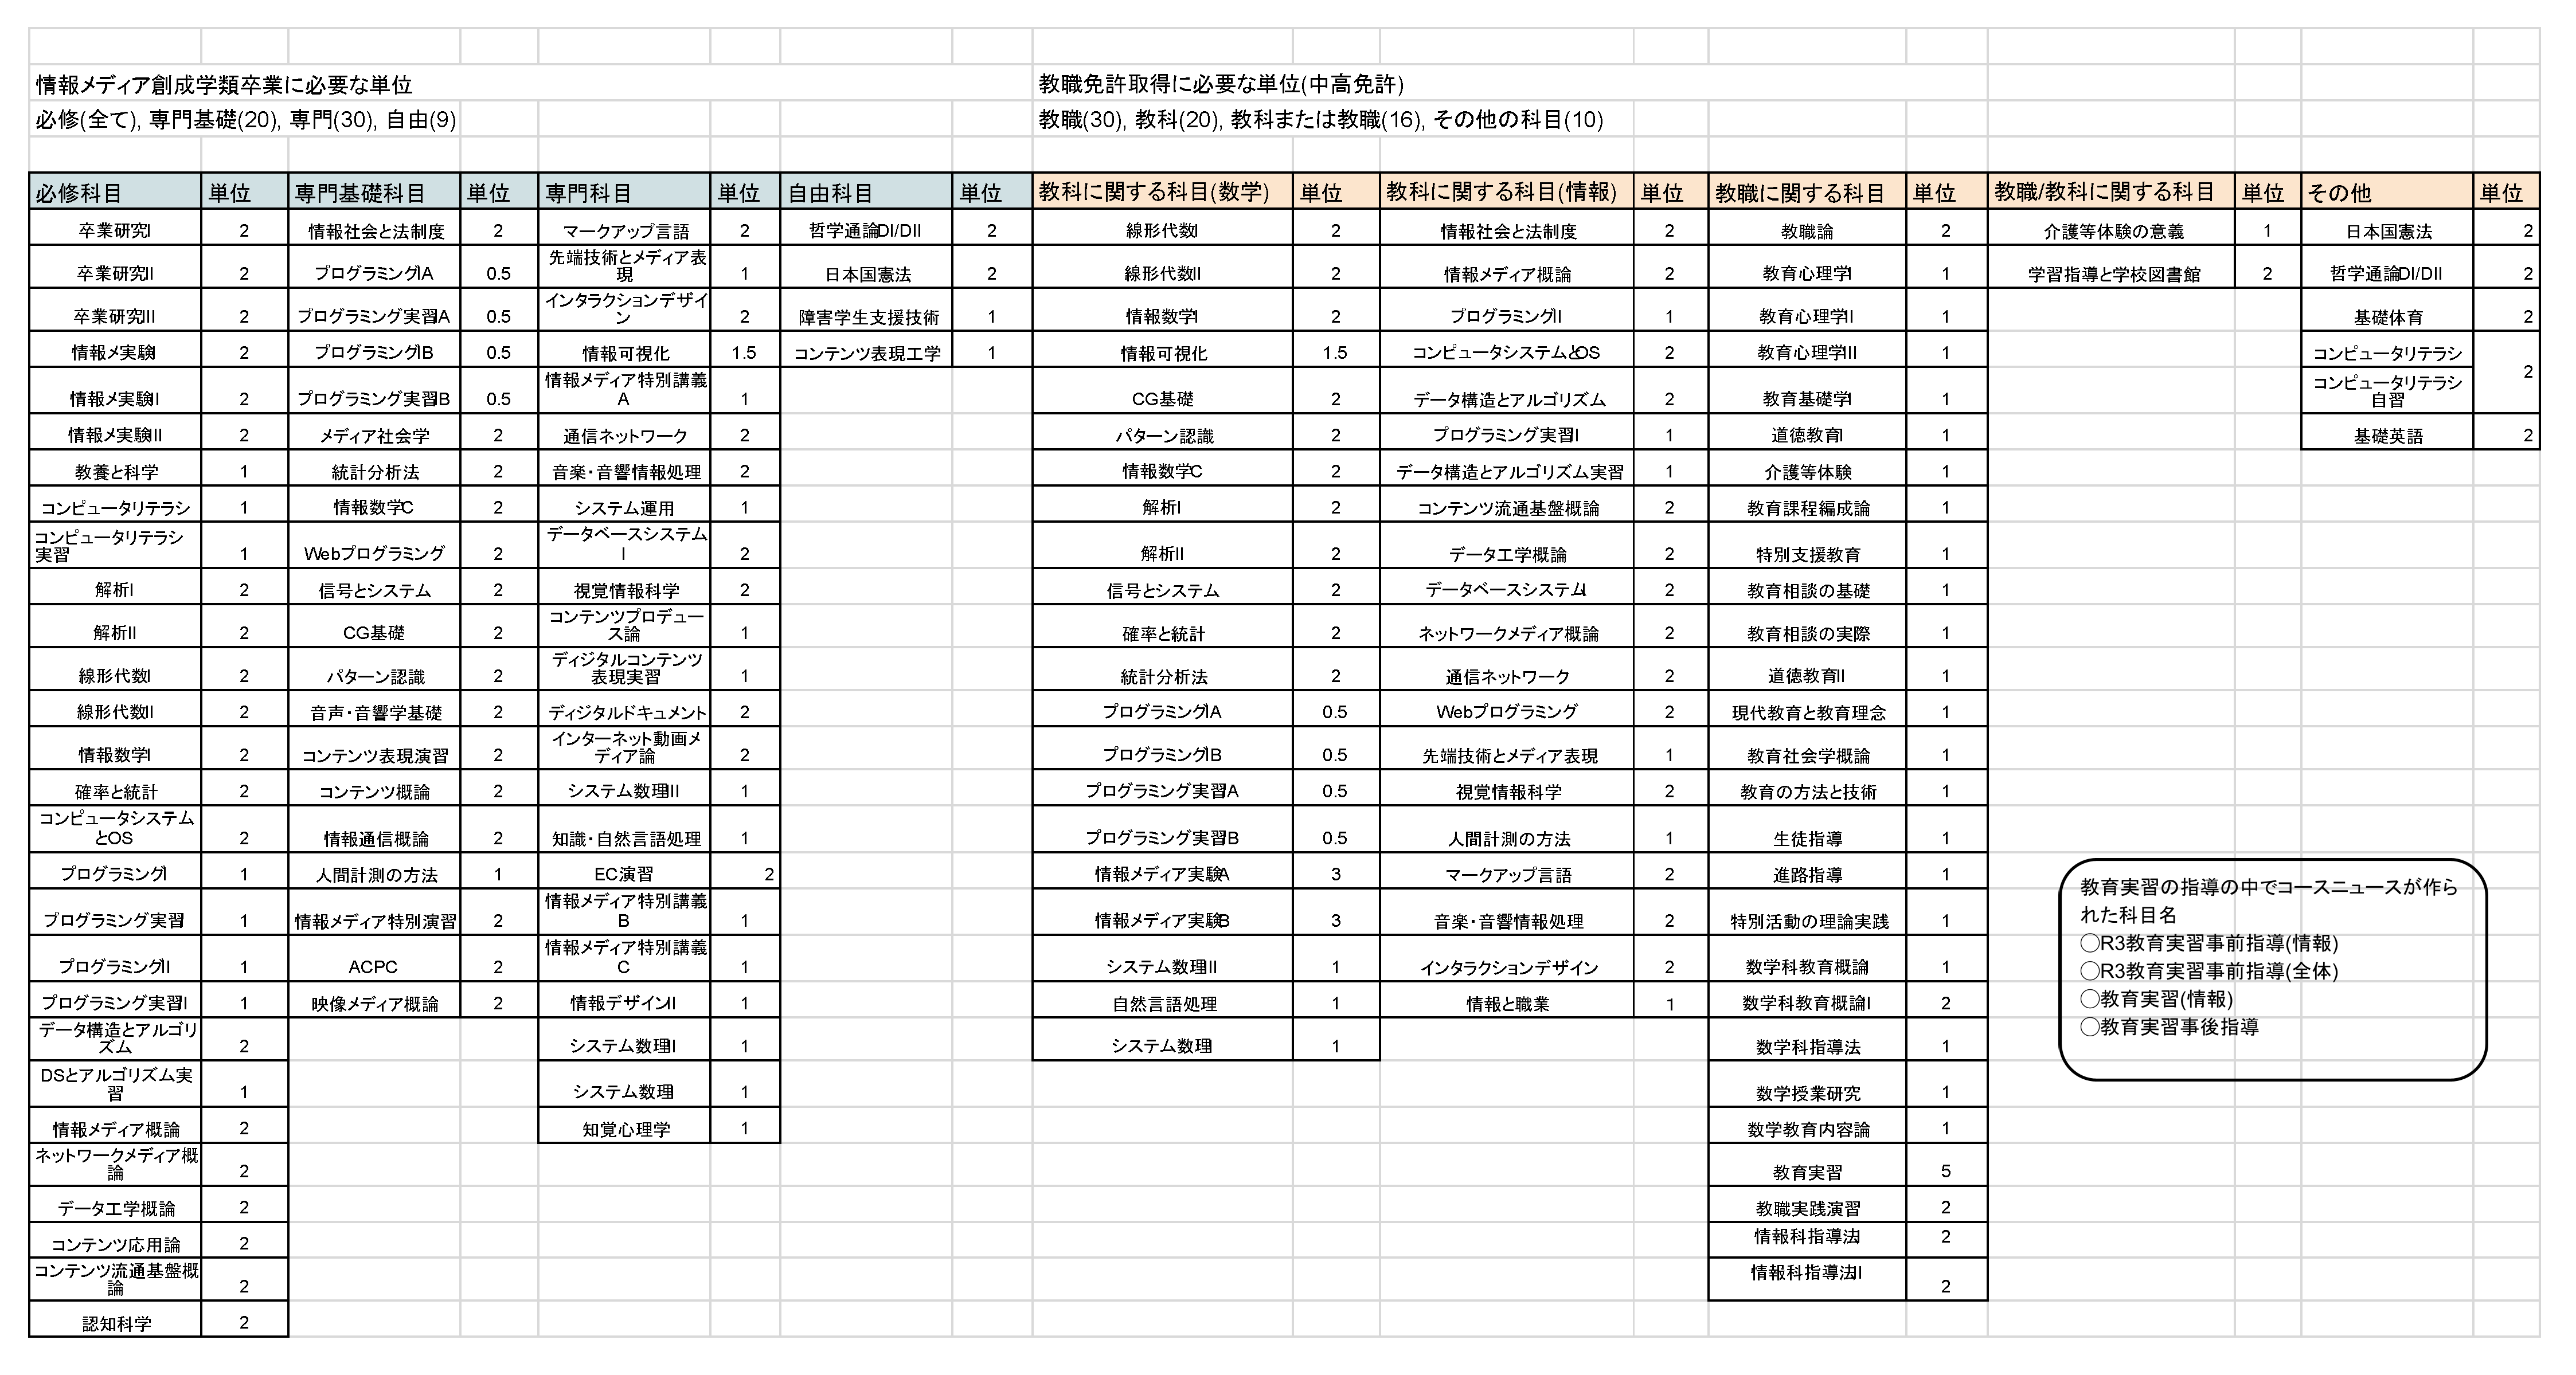 情報メディア創成学類卒業に必要な単位 教職免許取得に必要な単位(中高免許)
必修(全て), 専門基礎(20), 専門(30), 自由(9) 教職(30), 教科(20), 教科または教職(16), その他の科目(10)
必修科目 単位 専門基礎科目 単位 専門科目 単位 自由科目 単位 教科に関する科目(数学) 単位 教科に関する科目(情報) 単位 教職に関する科目 単位 教職/教科に関する科目 単位 その他 単位
卒業研究I 2 情報社会と法制度 2 マークアップ言語 2 哲学通論DI/DII 2 線形代数I 2 情報社会と法制度 2 教職論 2 介護等体験の意義 1 日本国憲法 2
卒業研究II 2 プログラミングIA 0.5 先端技術とメディア表
現 1 日本国憲法 2 線形代数II 2 情報メディア概論 2 教育心理学I 1 学習指導と学校図書館 2 哲学通論DI/DII 2
卒業研究III 2 プログラミング実習IA 0.5 インタラクションデザイ
ン 2 障害学生支援技術 1 情報数学I 2 プログラミングII 1 教育心理学II 1 基礎体育 2
情報メ実験I 2 プログラミングIB 0.5 情報可視化 1.5 コンテンツ表現工学 1 情報可視化 1.5 コンピュータシステムとOS 2 教育心理学III 1 コンピュータリテラシ 2
情報メ実験II 2 プログラミング実習IB 0.5 情報メディア特別講義
A 1 CG基礎 2 データ構造とアルゴリズム 2 教育基礎学I 1 コンピュータリテラシ
自習
情報メ実験III 2 メディア社会学 2 通信ネットワーク 2 パターン認識 2 プログラミング実習II 1 道徳教育I 1 基礎英語 2
教養と科学 1 統計分析法 2 音楽・音響情報処理 2 情報数学C 2 データ構造とアルゴリズム実習 1 介護等体験 1
コンピュータリテラシ 1 情報数学C 2 システム運用 1 解析I 2 コンテンツ流通基盤概論 2 教育課程編成論 1
コンピュータリテラシ
実習 1 Webプログラミング 2 データベースシステム
I 2 解析II 2 データ工学概論 2 特別支援教育 1
解析I 2 信号とシステム 2 視覚情報科学 2 信号とシステム 2 データベースシステムI 2 教育相談の基礎 1
解析II 2 CG基礎 2 コンテンツプロデュー
ス論 1 確率と統計 2 ネットワークメディア概論 2 教育相談の実際 1
線形代数I 2 パターン認識 2 ディジタルコンテンツ
表現実習 1 統計分析法 2 通信ネットワーク 2 道徳教育II 1
線形代数II 2 音声・音響学基礎 2 ディジタルドキュメント 2 プログラミングIA 0.5 Webプログラミング 2 現代教育と教育理念 1
情報数学I 2 コンテンツ表現演習 2 インターネット動画メ
ディア論 2 プログラミングIB 0.5 先端技術とメディア表現 1 教育社会学概論 1
確率と統計 2 コンテンツ概論 2 システム数理III 1 プログラミング実習IA 0.5 視覚情報科学 2 教育の方法と技術 1
コンピュータシステム
とOS 2 情報通信概論 2 知識・自然言語処理 1 プログラミング実習IB 0.5 人間計測の方法 1 生徒指導 1
プログラミングI 1 人間計測の方法 1 EC演習 2 情報メディア実験A 3 マークアップ言語 2 進路指導 1
プログラミング実習I 1 情報メディア特別演習 2 情報メディア特別講義
B 1 情報メディア実験B 3 音楽・音響情報処理 2 特別活動の理論実践 1
プログラミングII 1 ACPC 2 情報メディア特別講義
C 1 システム数理III 1 インタラクションデザイン 2 数学科教育概論I 1
プログラミング実習II 1 映像メディア概論 2 情報デザインII 1 自然言語処理 1 情報と職業 1 数学科教育概論II 2
データ構造とアルゴリ
ズム 2 システム数理II 1 システム数理I 1 数学科指導法 1
DSとアルゴリズム実
習 1 システム数理I 1 数学授業研究 1
情報メディア概論 2 知覚心理学 1 数学教育内容論 1
ネットワークメディア概
論 2 教育実習 5
データ工学概論 2 教職実践演習 2
コンテンツ応用論 2 情報科指導法I 2
コンテンツ流通基盤概
論 2 情報科指導法II 2
認知科学 2
教育実習の指導の中でコースニュースが作ら
れた科目名
◯R3教育実習事前指導(情報)
◯R3教育実習事前指導(全体)
◯教育実習(情報)
◯教育実習事後指導